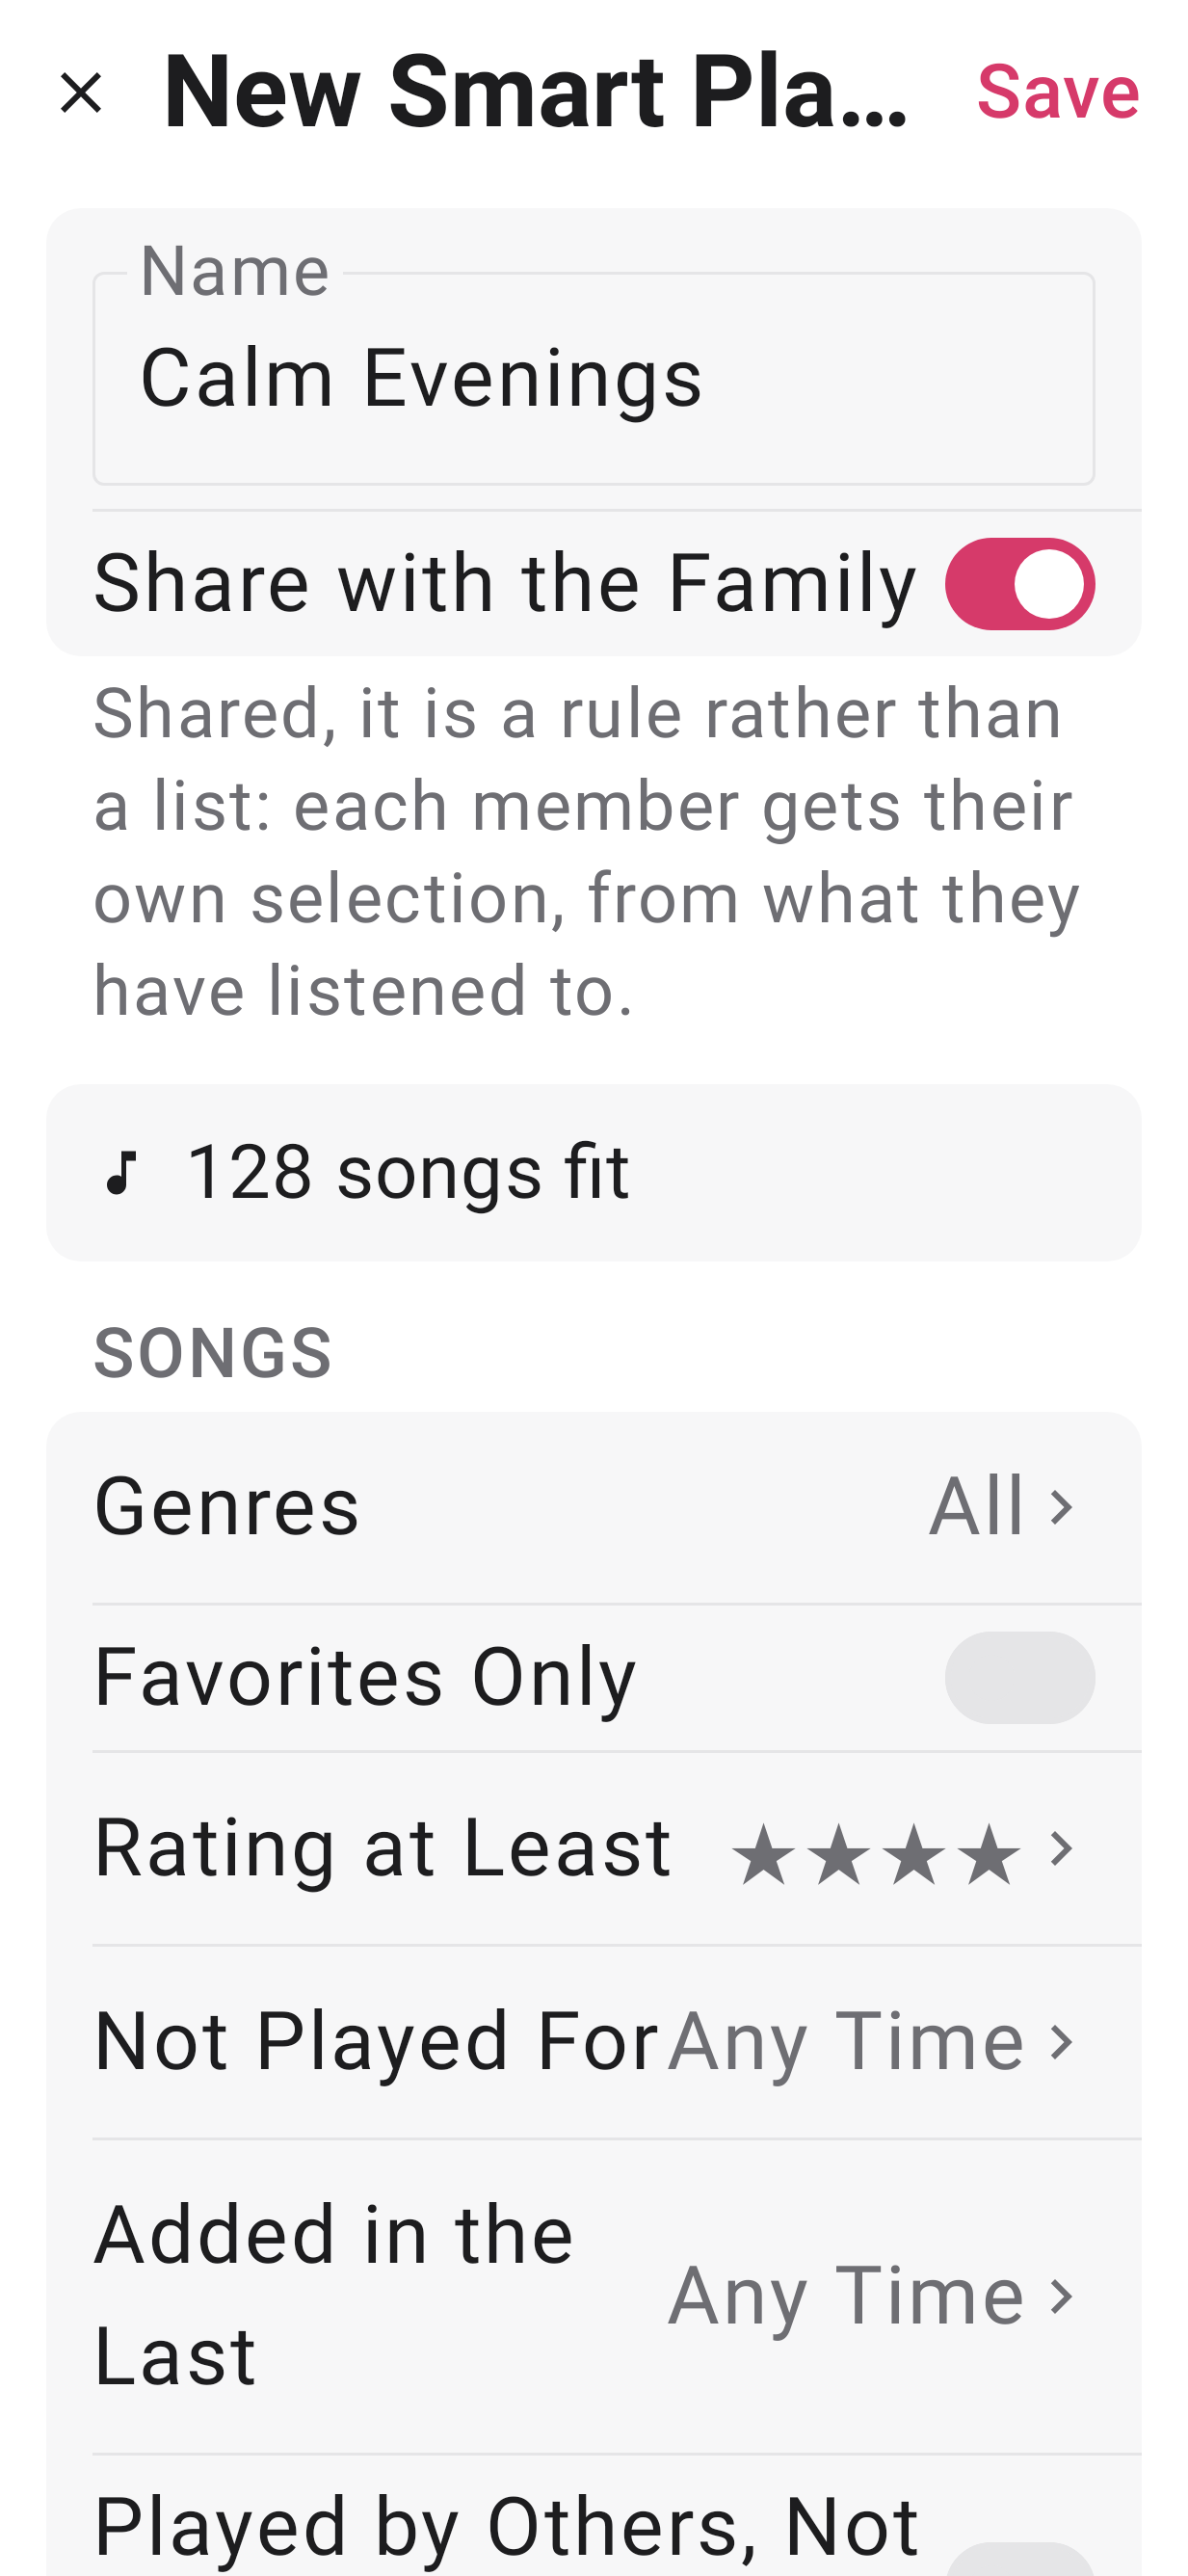 New Smart Pla…
Save
Name
Calm Evenings
Share with the Family
Shared, it is a rule rather than
a list: each member gets their
own selection, from what they
have listened to.
128 songs fit
SONGS
Genres
All
Favorites Only
Rating at Least
★★★★
Not Played For
Any Time
Added in the
Last
Any Time
Played by Others, Not